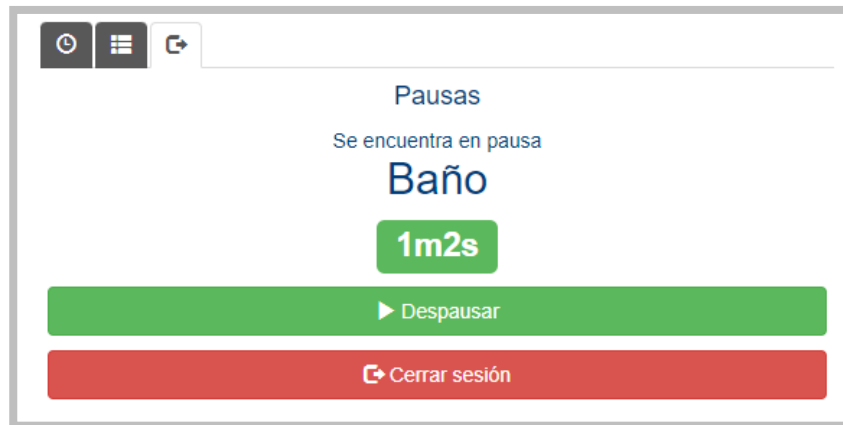 Pausas
Se encuentra en pausa
Baño
1m2s
Despausar
Cerrar sesión